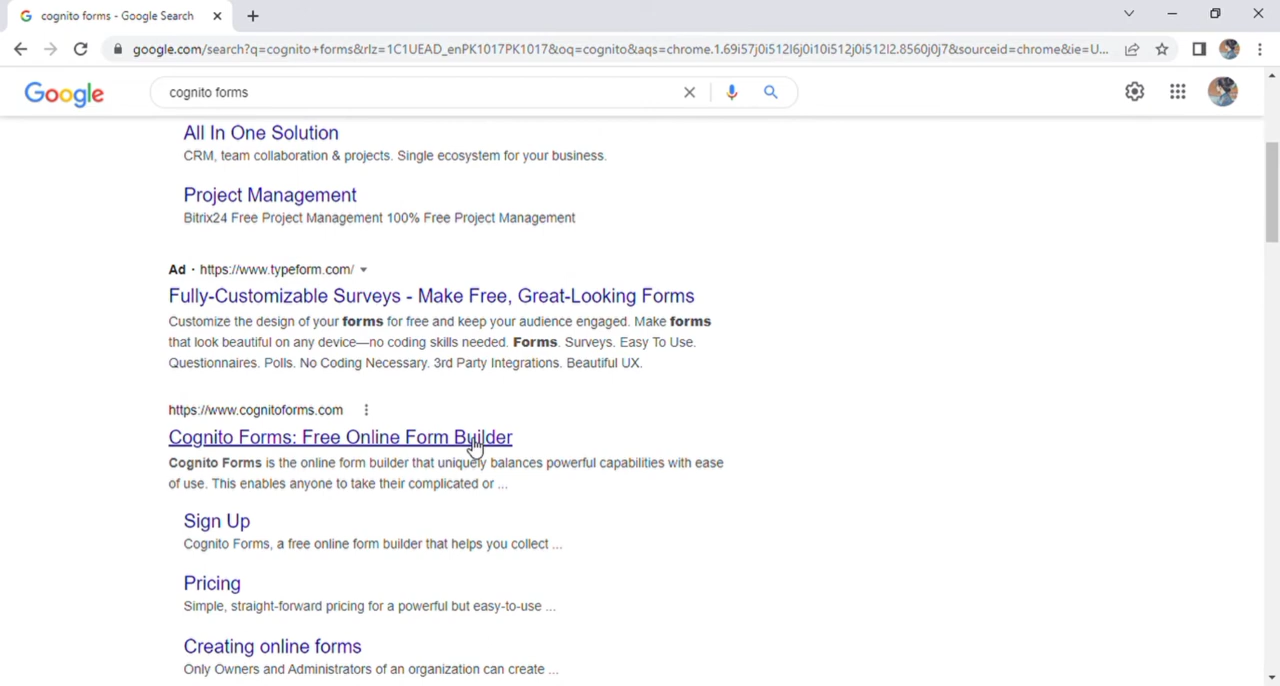 cognito forms - Google Search
google.com/search?q=cognito+forms&rlz=1C1UEAD_enPK1017PK1017&oq=cognito&aqs=chrome.1.69i57j0i512l6j0i10i512j0i512l2.8560j0j7&sourceid=chrome&ie=U...
Google
cognito forms
All In One Solution
CRM, team collaboration & projects. Single ecosystem for your business.
Project Management
Bitrix24 Free Project Management 100% Free Project Management
Ad · https://www.typeform.com/
Fully-Customizable Surveys - Make Free, Great-Looking Forms
Customize the design of your forms for free and keep your audience engaged. Make forms
that look beautiful on any device—no coding skills needed. Forms. Surveys. Easy To Use.
Questionnaires. Polls. No Coding Necessary. 3rd Party Integrations. Beautiful UX.
https://www.cognitoforms.com
Cognito Forms: Free Online Form Builder
Cognito Forms is the online form builder that uniquely balances powerful capabilities with ease
of use. This enables anyone to take their complicated or ...
Sign Up
Cognito Forms, a free online form builder that helps you collect ...
Pricing
Simple, straight-forward pricing for a powerful but easy-to-use ...
Creating online forms
Only Owners and Administrators of an organization can create ...